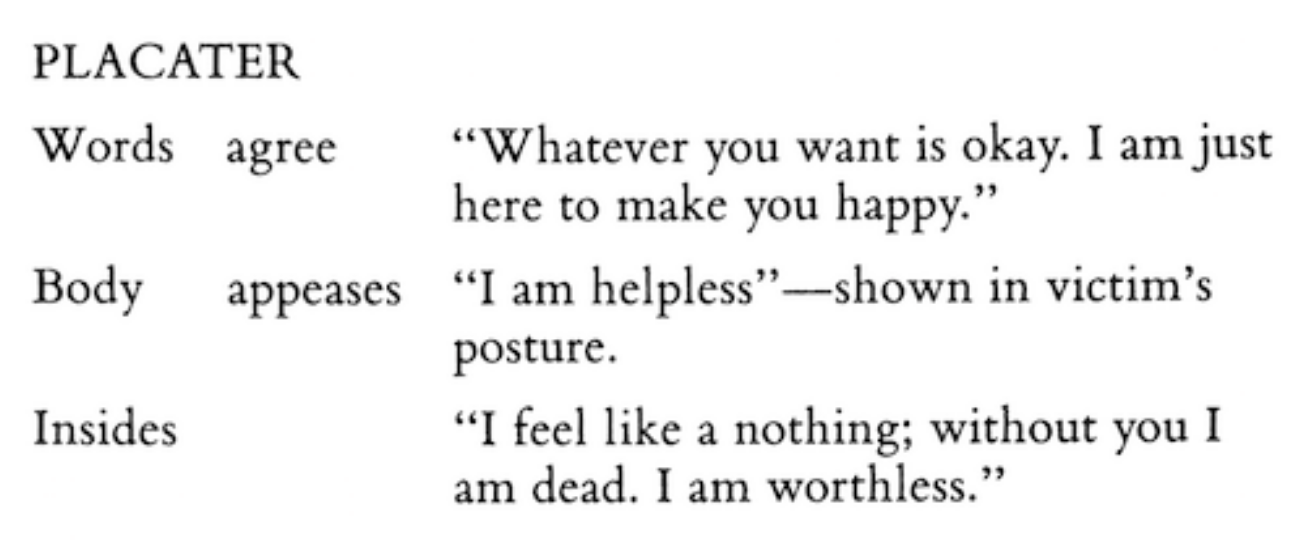 PLACATER
Words agree “Whatever you want is okay. I am just
here to make you happy.”
Body appeases “I am helpless”—shown in victim’s
posture.
Insides “I feel like a nothing; without you I
am dead. I am worthless.”